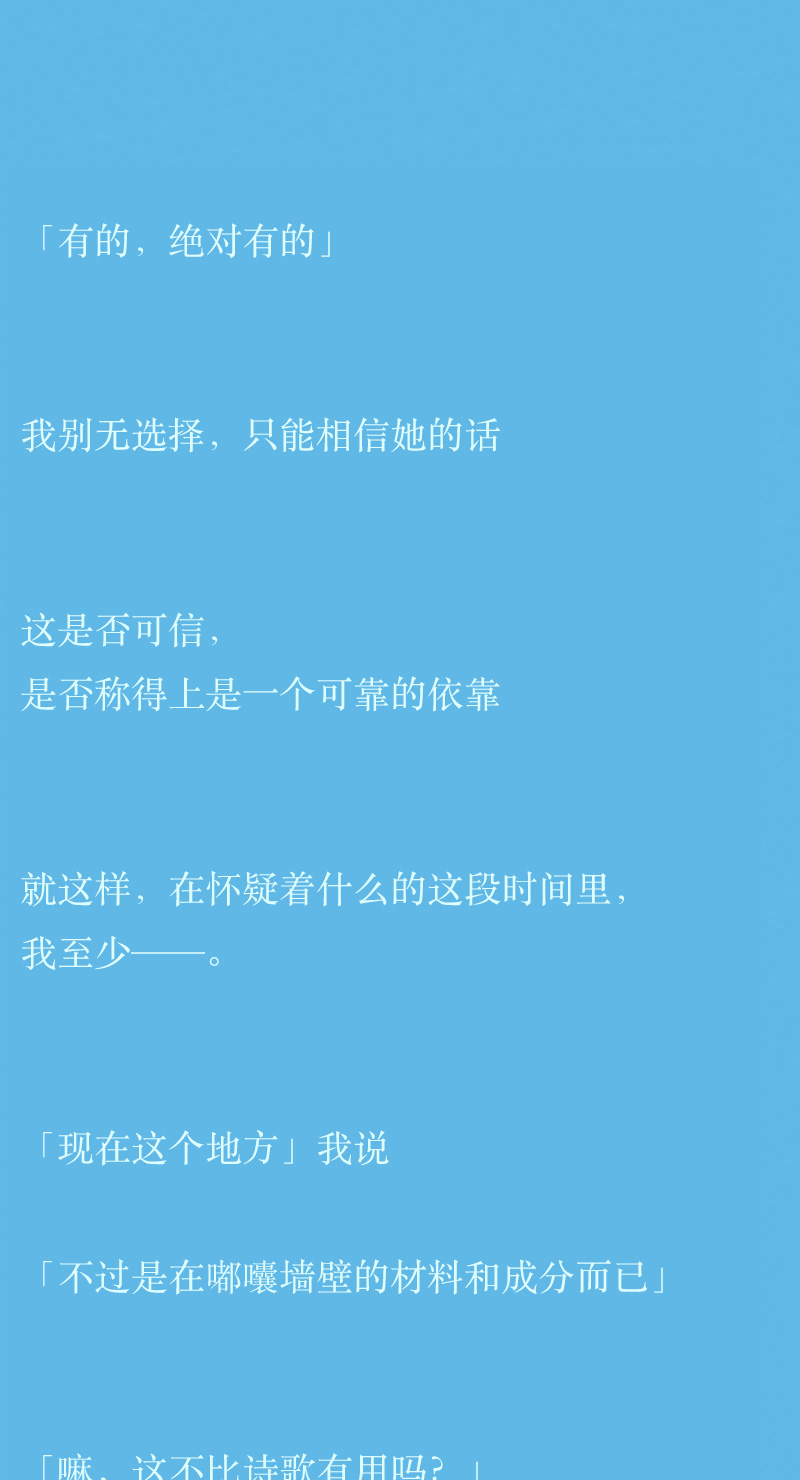 「有的，绝对有的」
我别无选择，只能相信她的话
这是否可信，
是否称得上是一个可靠的依靠
就这样，在怀疑着什么的这段时间里，
我至少——。
「现在这个地方」我说
「不过是在嘟囔墙壁的材料和成分而已」
「嘛，这不比诗歌有用吗？」